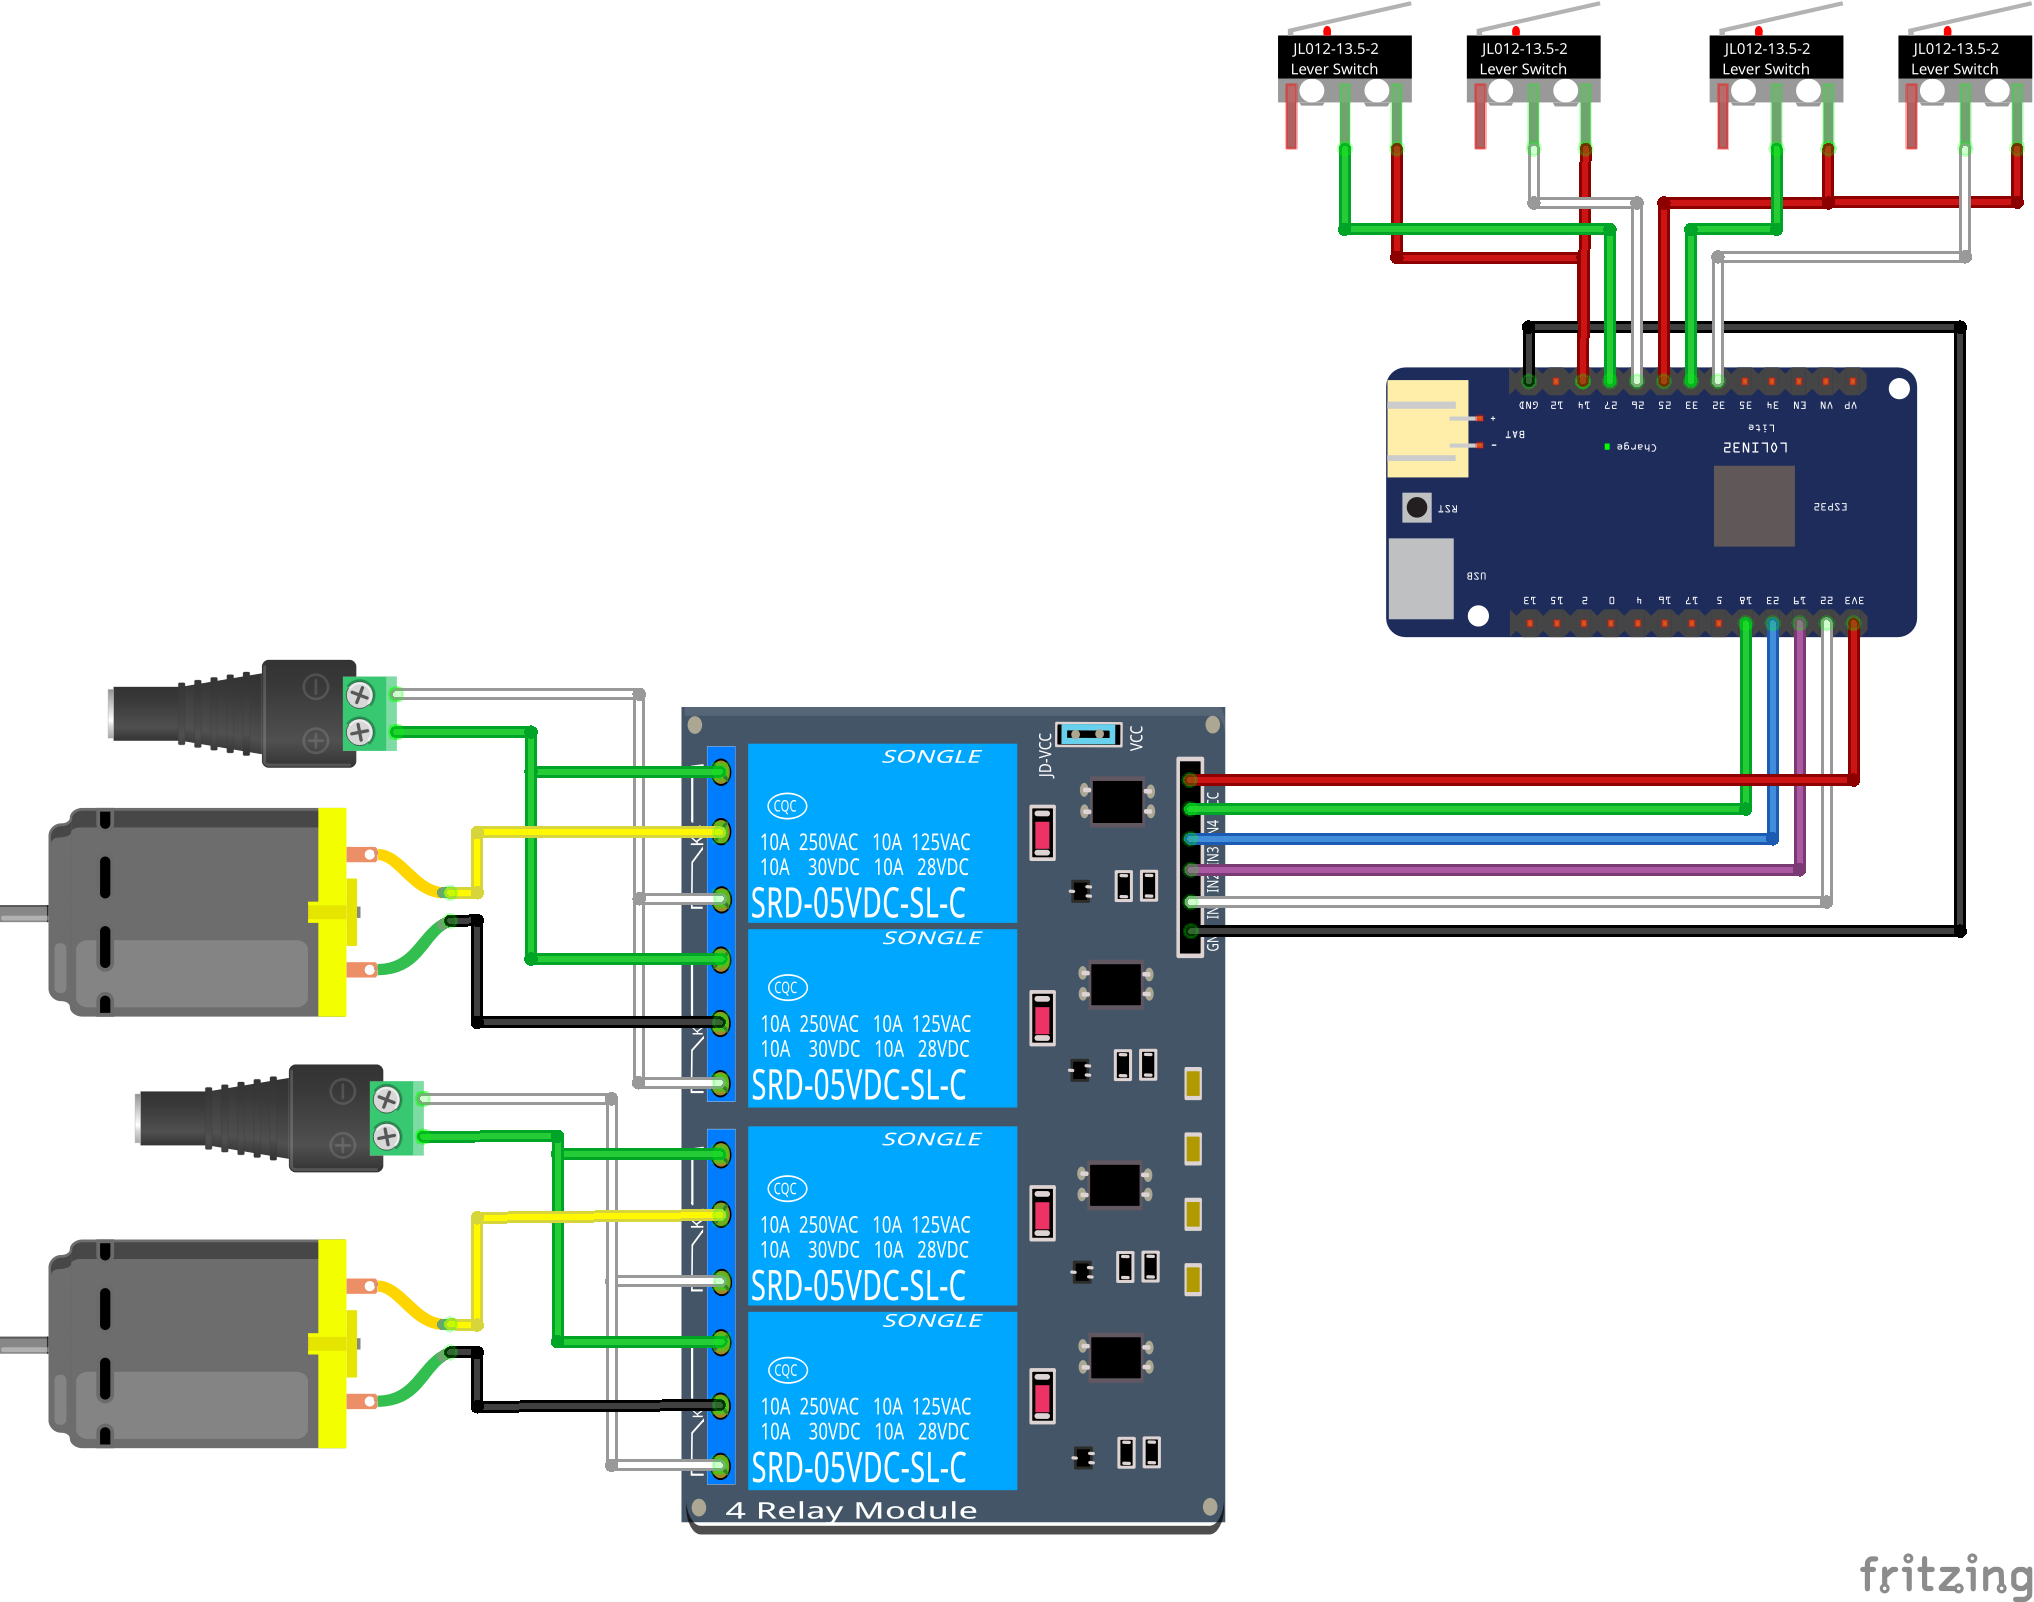 JL012-13.5-2
Lever Switch
JL012-13.5-2
Lever Switch
JL012-13.5-2
Lever Switch
JL012-13.5-2
Lever Switch
GND 12 14 27 26 25 33 32 35 34 EN VN VP
+
-
BAT
Charge
Lite
LOLIN32
RST
ESP32
USB
13 15 2 0 4 16 17 5 18 23 19 22 3V3
JD-VCC
VCC
SONGLE
CQC
10A 250VAC 10A 125VAC
10A 30VDC 10A 28VDC
SRD-05VDC-SL-C
SONGLE
CQC
10A 250VAC 10A 125VAC
10A 30VDC 10A 28VDC
SRD-05VDC-SL-C
SONGLE
CQC
10A 250VAC 10A 125VAC
10A 30VDC 10A 28VDC
SRD-05VDC-SL-C
SONGLE
CQC
10A 250VAC 10A 125VAC
10A 30VDC 10A 28VDC
SRD-05VDC-SL-C
4 Relay Module
fritzing